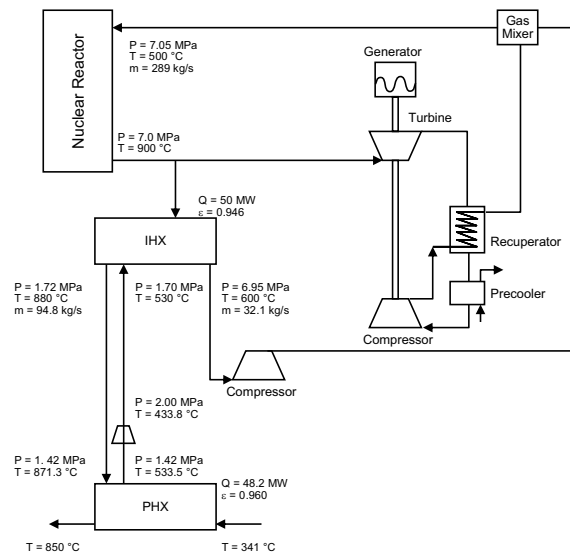 Gas
Mixer
P = 7.05 MPa
T = 500 °C
m = 289 kg/s
Nuclear Reactor
Generator
Turbine
P = 7.0 MPa
T = 900 °C
Q = 50 MW
ε = 0.946
IHX
Recuperator
P = 1.72 MPa
T = 880 °C
m = 94.8 kg/s
P = 1.70 MPa
T = 530 °C
P = 6.95 MPa
T = 600 °C
m = 32.1 kg/s
Precooler
Compressor
Compressor
P = 2.00 MPa
T = 433.8 °C
P = 1. 42 MPa
T = 871.3 °C
P = 1.42 MPa
T = 533.5 °C
Q = 48.2 MW
ε = 0.960
PHX
T = 850 °C
T = 341 °C